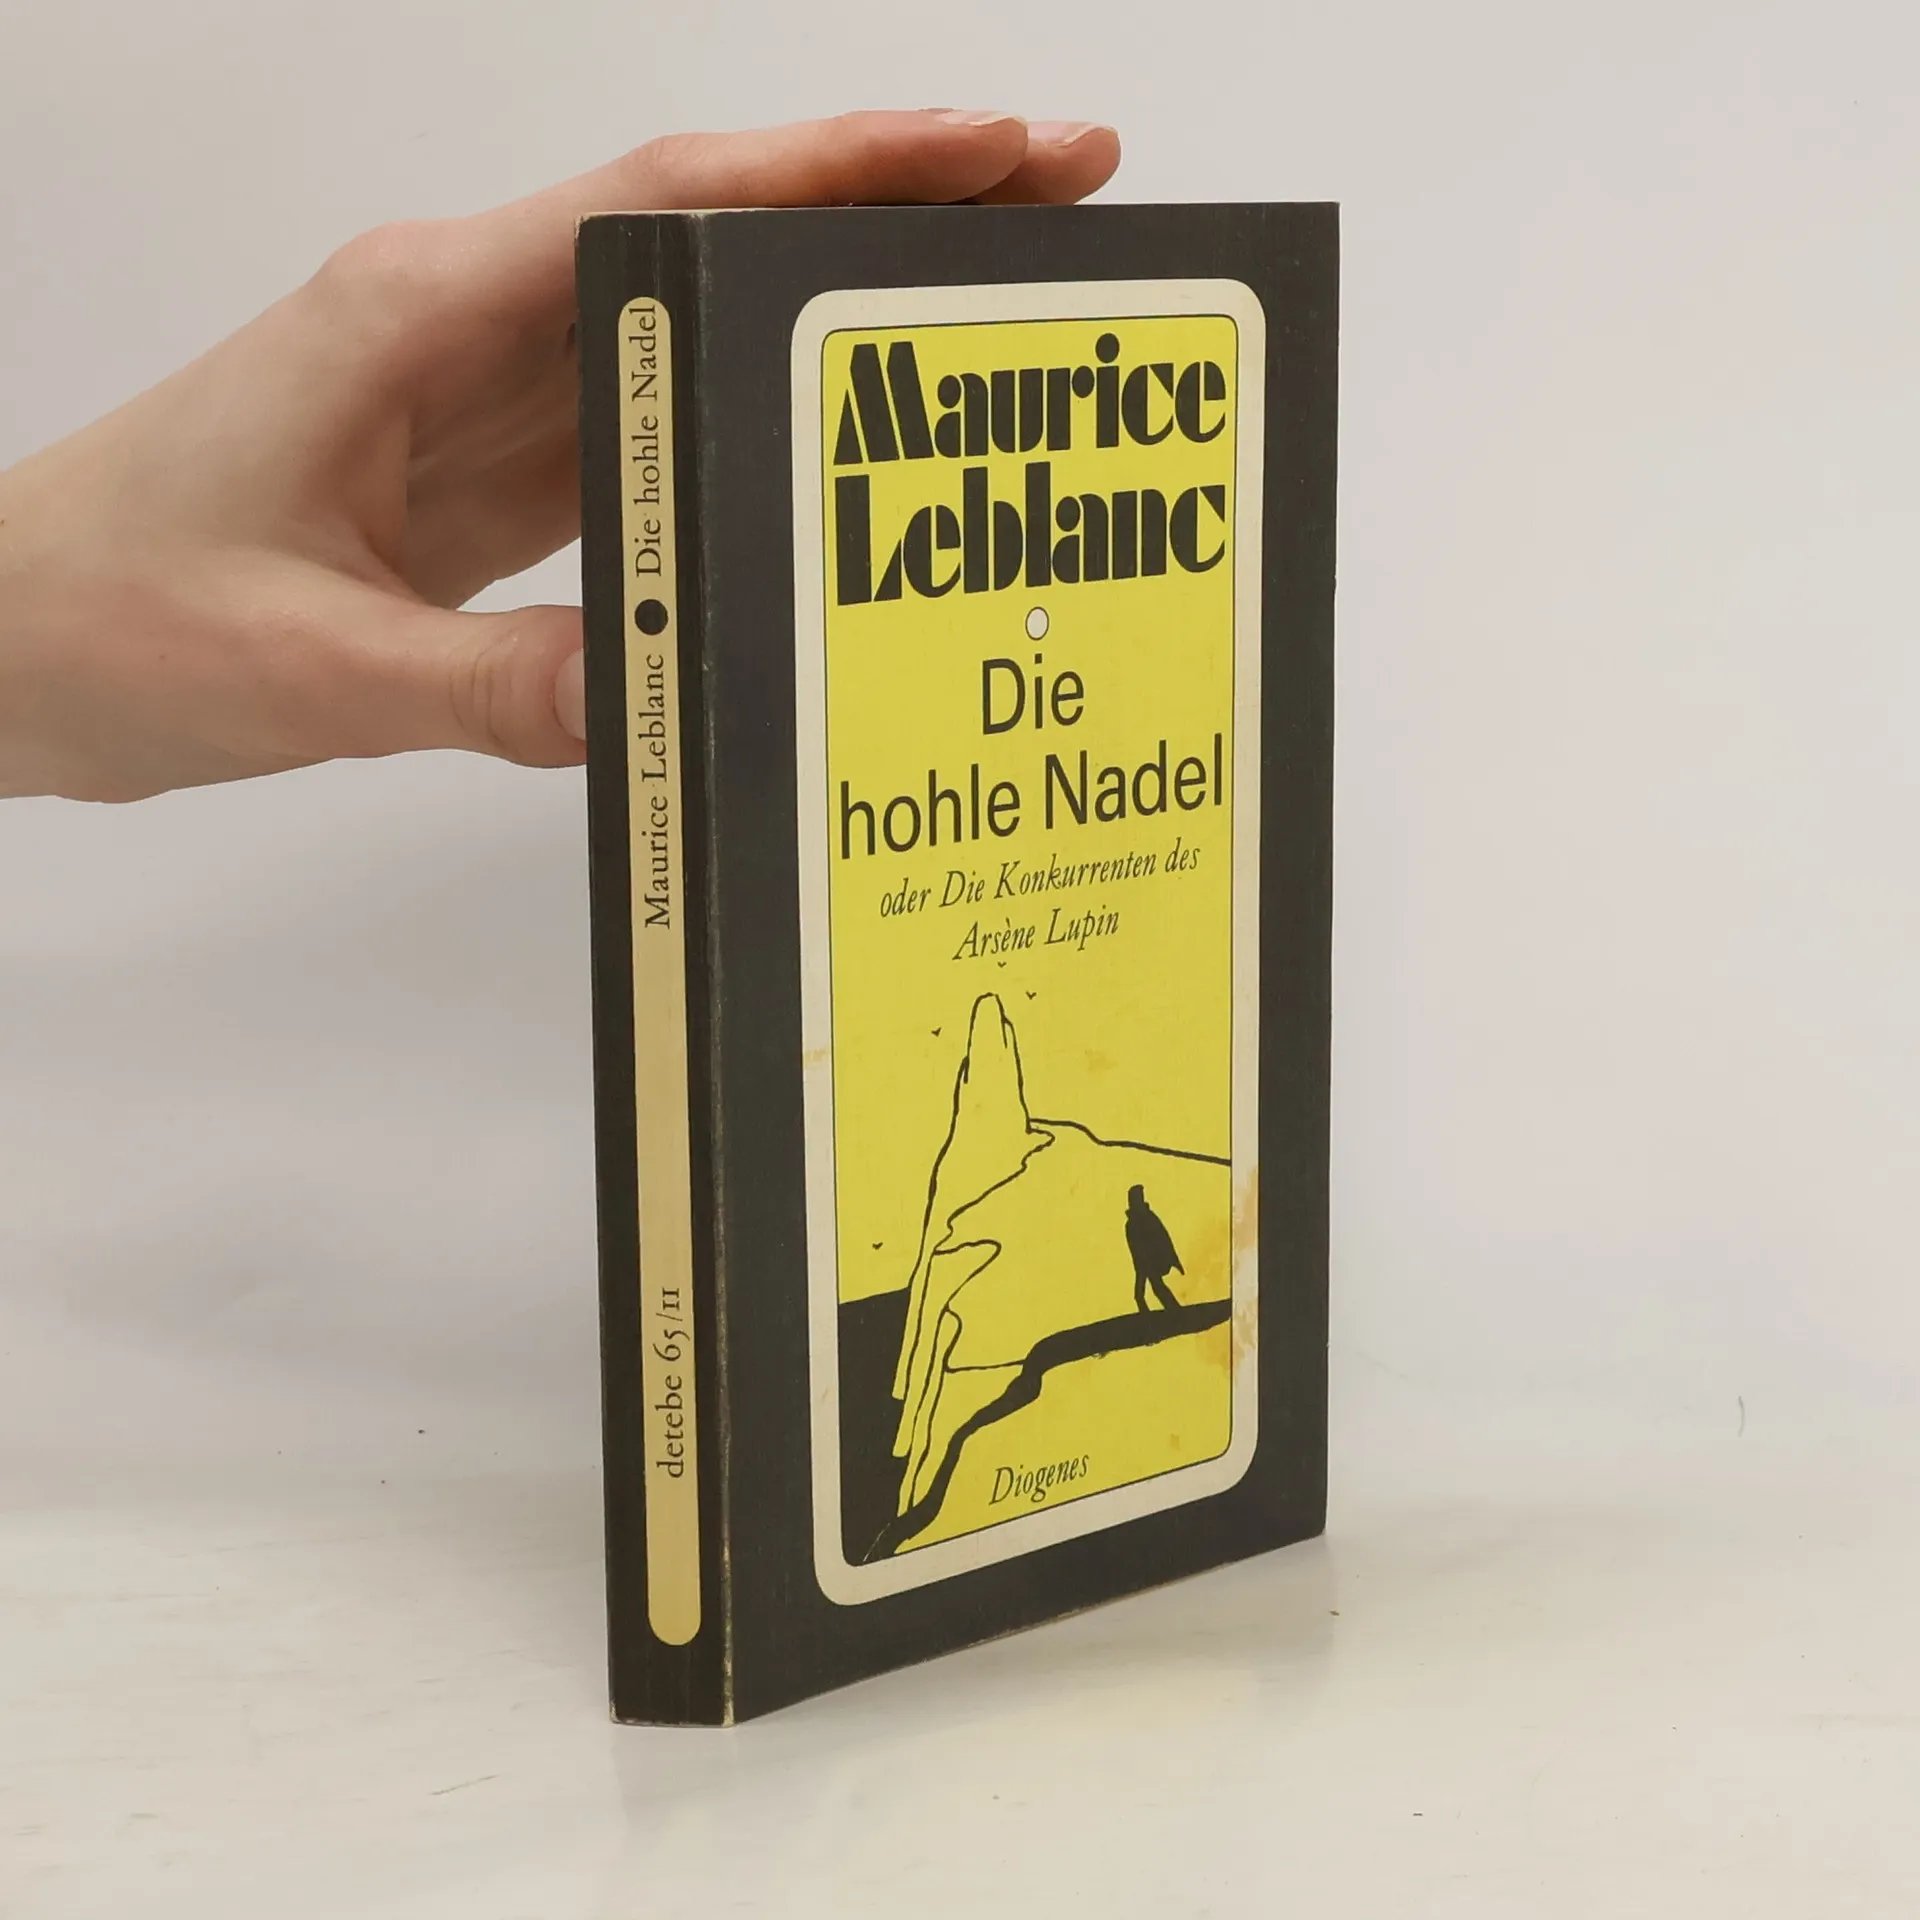 Maurice Leblanc ● Die hohle Nadel
detebe 65/11
Maurice
Leblanc
Die
hohle Nadel
oder Die Konkurrenten des
Arsène Lupin
Diogenes